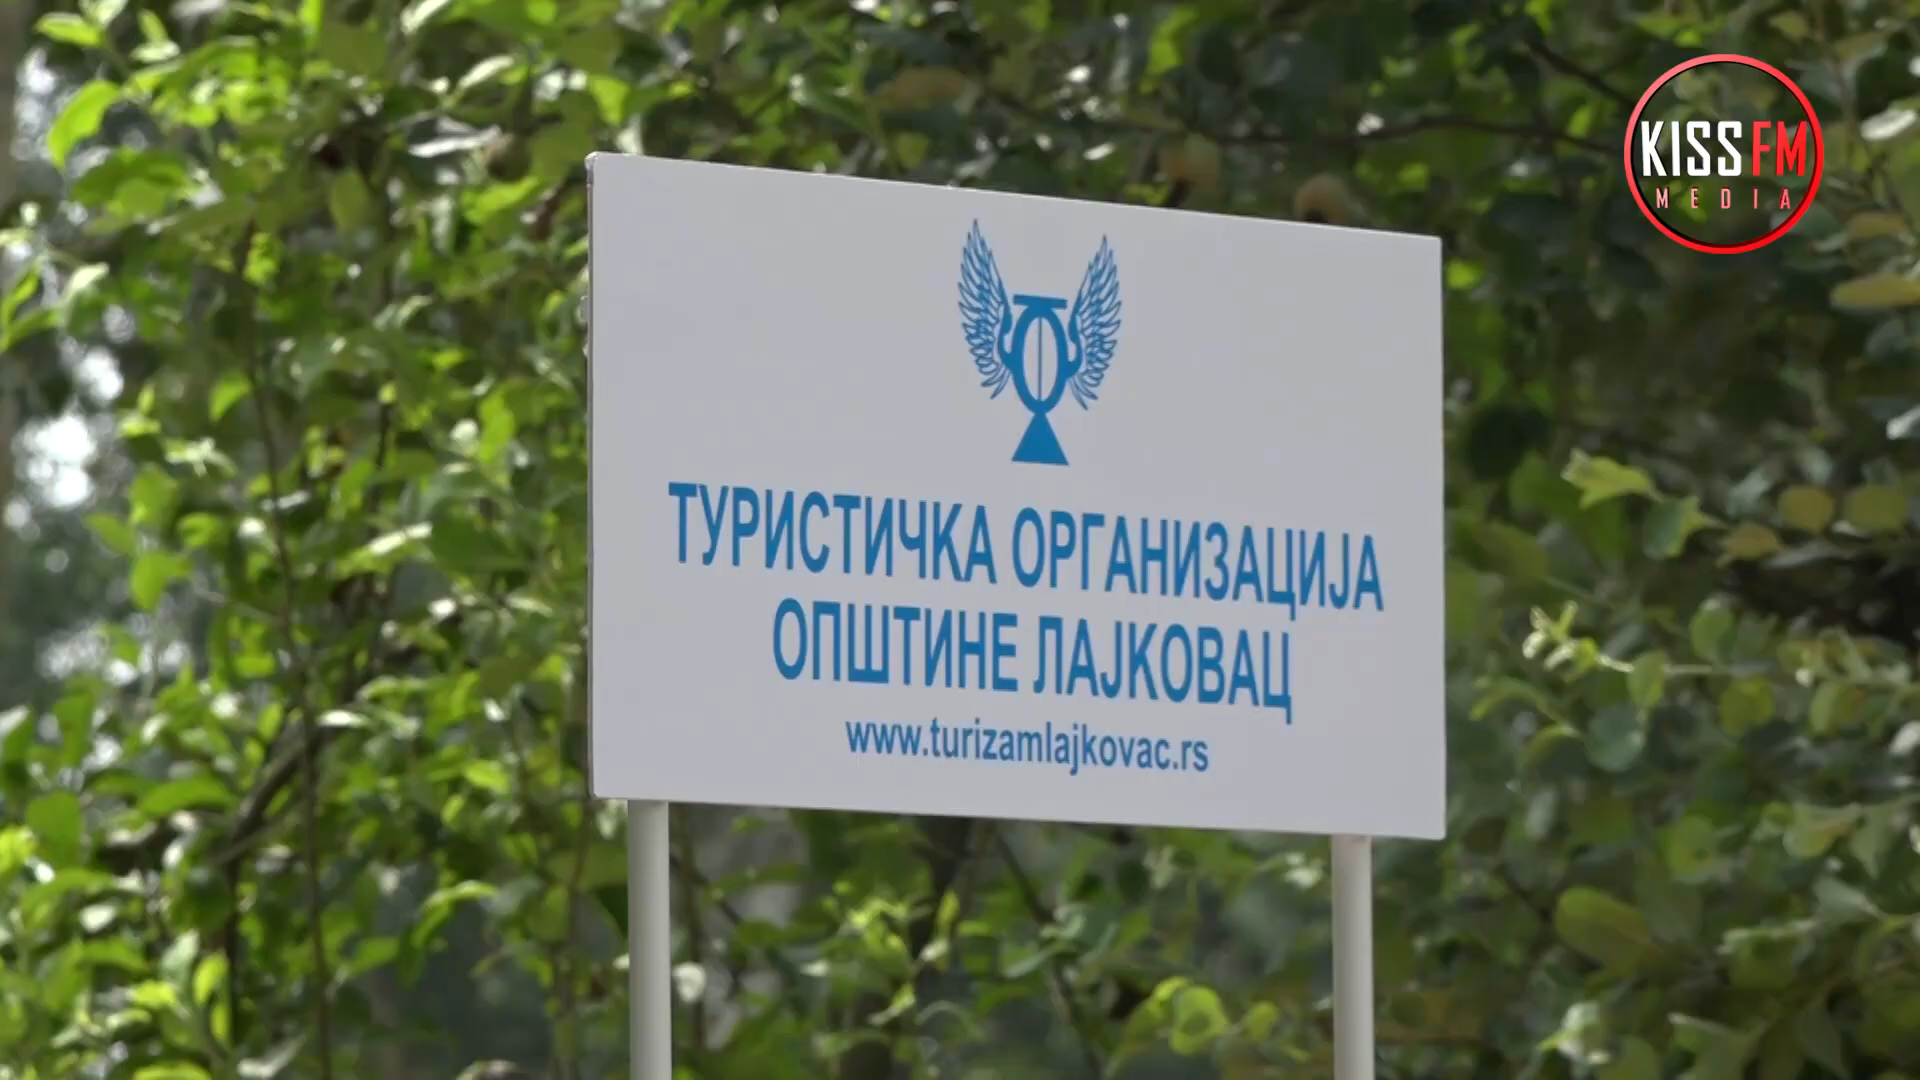 KISS FM
MEDIA
ТУРИСТИЧКА ОРГАНИЗАЦИЈА
ОПШТИНЕ ЛАЈКОВАЦ
www.turizamlajkovac.rs